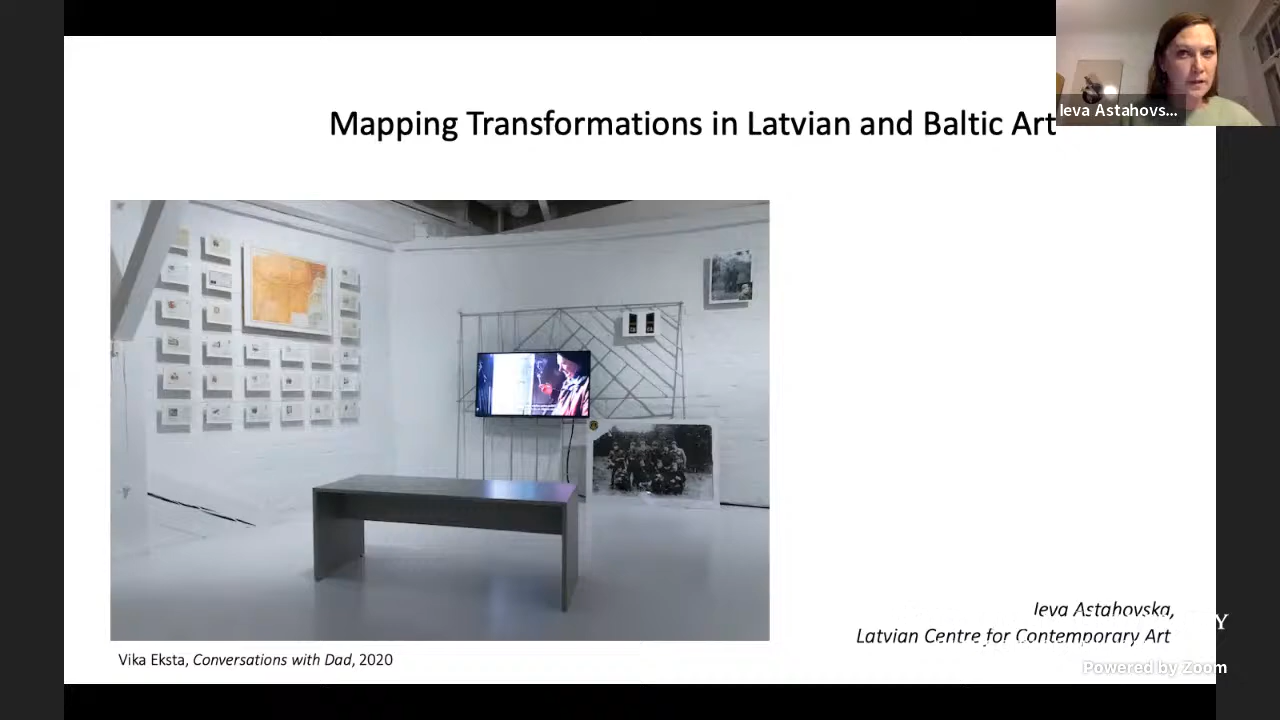 Ieva Astahovs...
Mapping Transformations in Latvian and Baltic Art
Ieva Astahovska,
Latvian Centre for Contemporary Art
Y
Vika Eksta, Conversations with Dad, 2020
Powered by Zoom